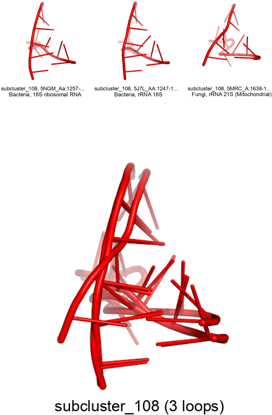 subcluster_108, 5NGM_Aa:1257-...
Bacteria, 16S ribosomal RNA
subcluster_108, 5J7L_AA:1247-1...
Bacteria, rRNA 16S
subcluster_108, 5MRC_A:1638-1...
Fungi, rRNA 21S (Mitochondrial)
subcluster_108 (3 loops)